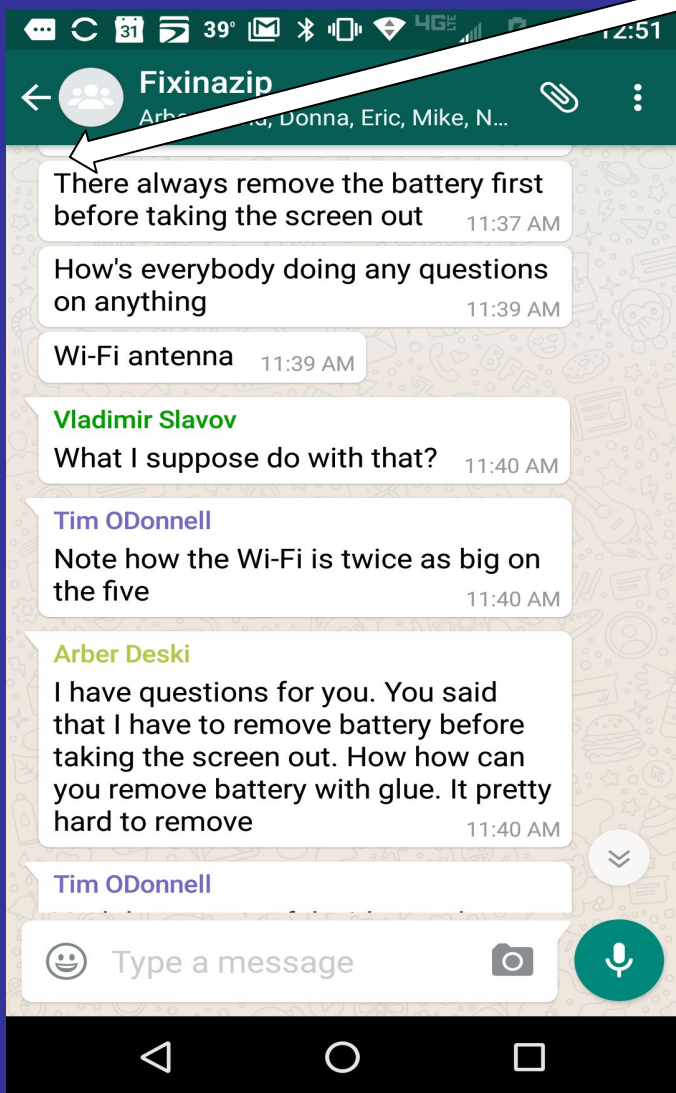 31 39° 4G LTE 12:51
Fixinazip
Donna, Eric, Mike, N...
There always remove the battery first
before taking the screen out 11:37 AM
How's everybody doing any questions
on anything 11:39 AM
Wi-Fi antenna 11:39 AM
Vladimir Slavov
What I suppose do with that? 11:40 AM
Tim ODonnell
Note how the Wi-Fi is twice as big on
the five 11:40 AM
Arber Deski
I have questions for you. You said
that I have to remove battery before
taking the screen out. How how can
you remove battery with glue. It pretty
hard to remove 11:40 AM
Tim ODonnell
Type a message